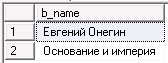 b_name
1 Евгений Онегин
2 Основание и империя